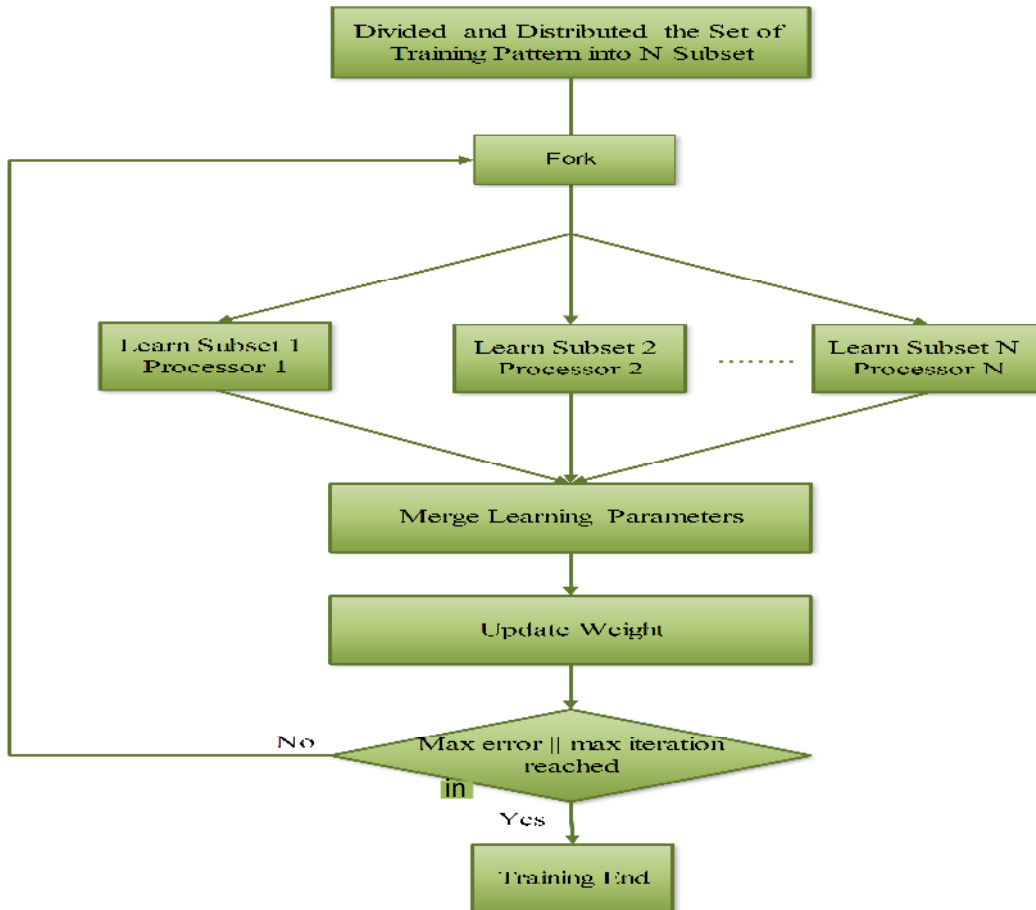 Divided and Distributed the Set of
Training Pattern into N Subset
Fork
Learn Subset 1
Processor 1
Learn Subset 2
Processor 2
Learn Subset N
Processor N
Merge Learning Parameters
Update Weight
No
Max error || max iteration
reached
in
Yes
Training End